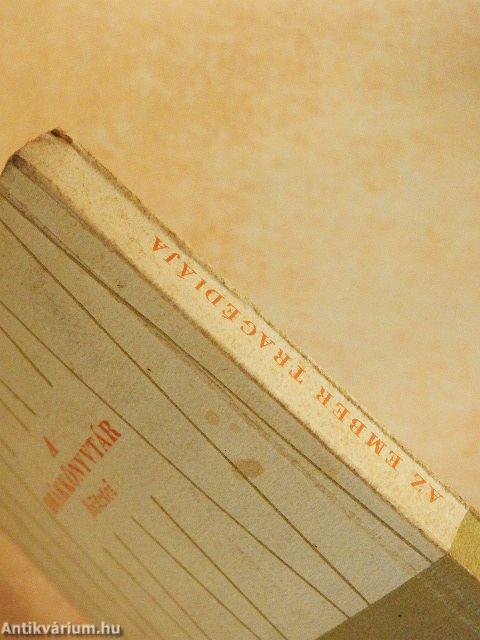 AZ EMBER TRAGÉDIÁJA
A
DIÁKKÖNYVTÁR
kötetei
Antikvárium.hu